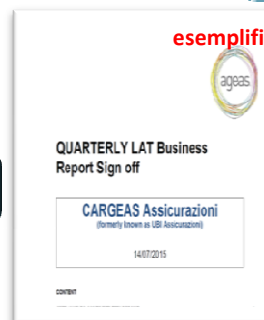 esemplifi
ageas.
QUARTERLY LAT Business
Report Sign off
CARGEAS Assicurazioni
(formerly known as UBI Assicurazioni)
14/07/2015
CONTENT